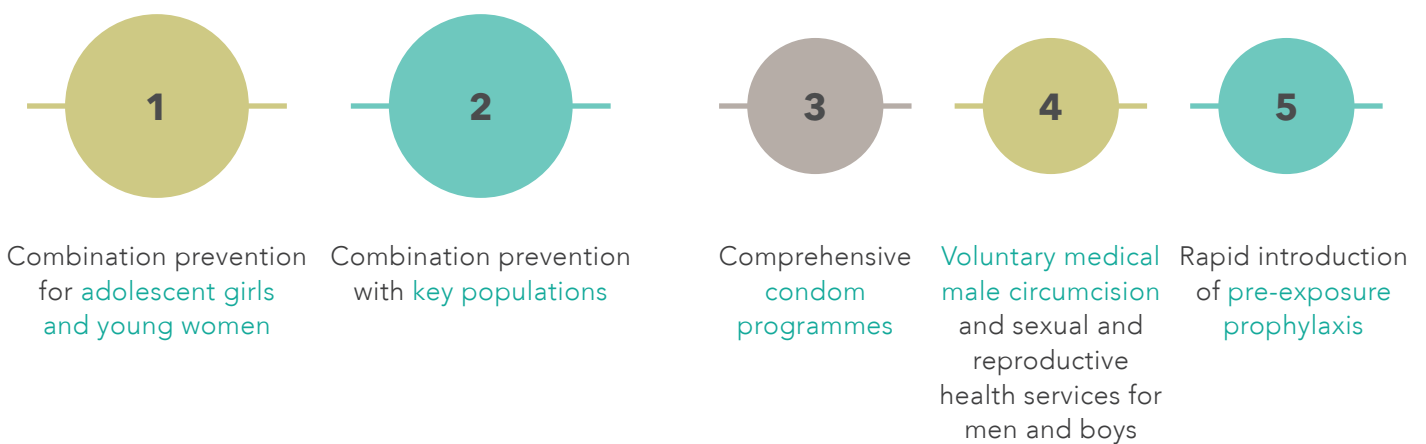 1
Combination prevention
for adolescent girls
and young women
2
Combination prevention
with key populations
3
Comprehensive
condom
programmes
4
Voluntary medical
male circumcision
and sexual and
reproductive
health services for
men and boys
5
Rapid introduction
of pre-exposure
prophylaxis